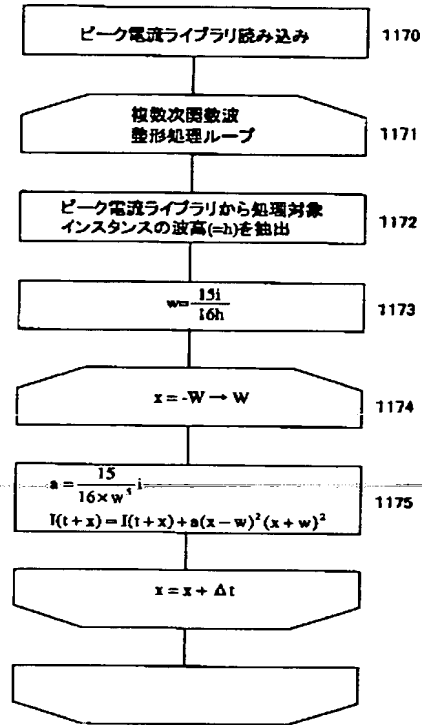 ピーク電流ライブラリ読み込み
1170
複数次関数波
整形処理ループ
1171
ピーク電流ライブラリから処理対象
インスタンスの波高(=h)を抽出
1172
w=15i/16h
1173
x = -W → W
1174
a = 15/16×w⁵ i
I(t+x) = I(t+x)+a(x−w)²(x+w)²
1175
x = x + Δt